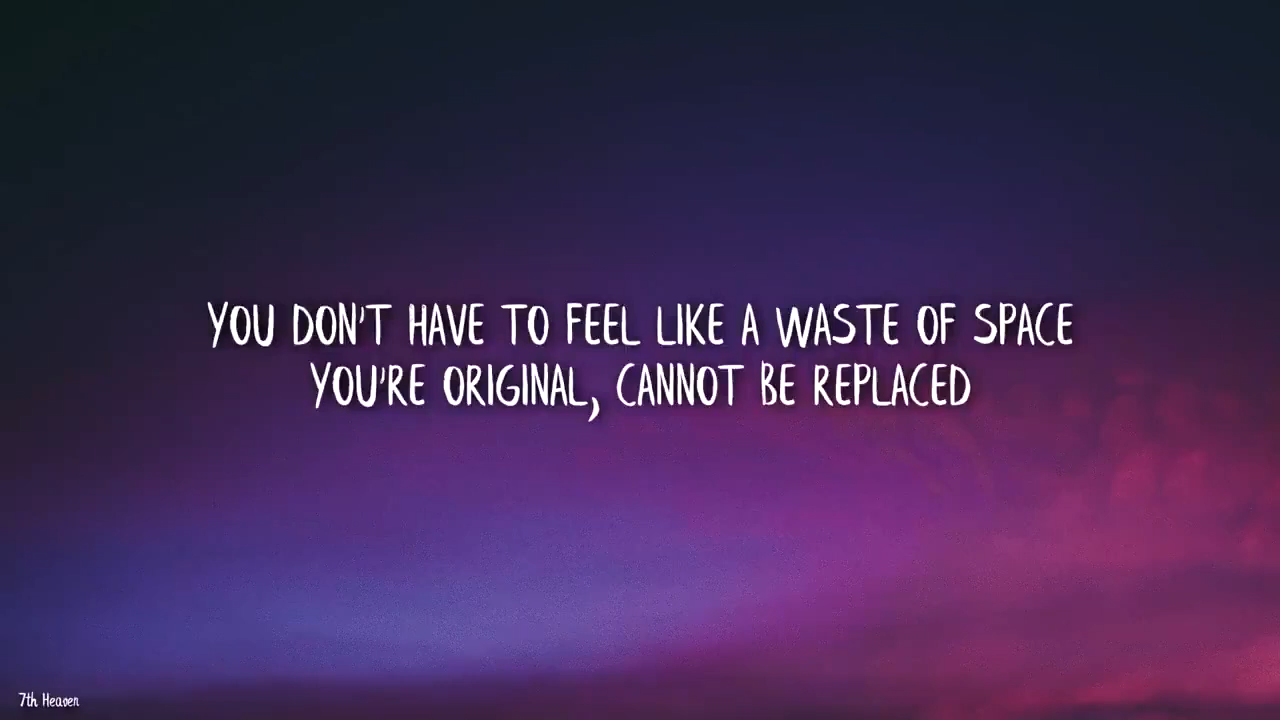 YOU DON'T HAVE TO FEEL LIKE A WASTE OF SPACE
YOU'RE ORIGINAL, CANNOT BE REPLACED
7th Heaven